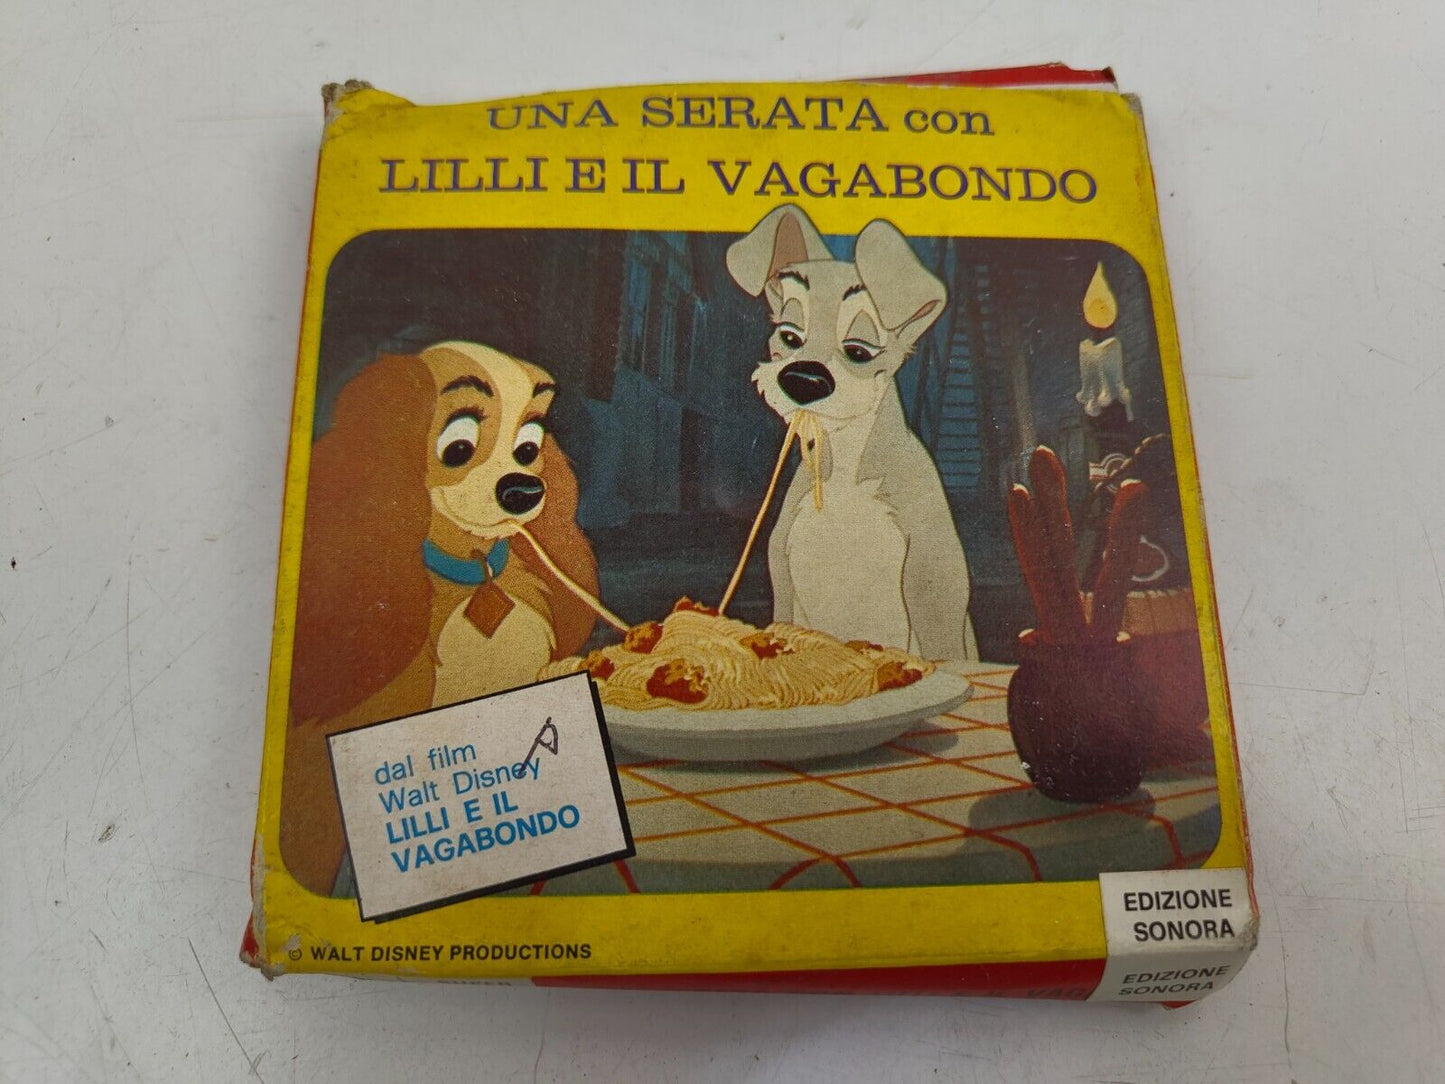 UNA SERATA con
LILLI E IL VAGABONDO
dal film
Walt Disney
LILLI E IL
VAGABONDO
EDIZIONE
SONORA
© WALT DISNEY PRODUCTIONS
EDIZIONE
SONORA
SUPER